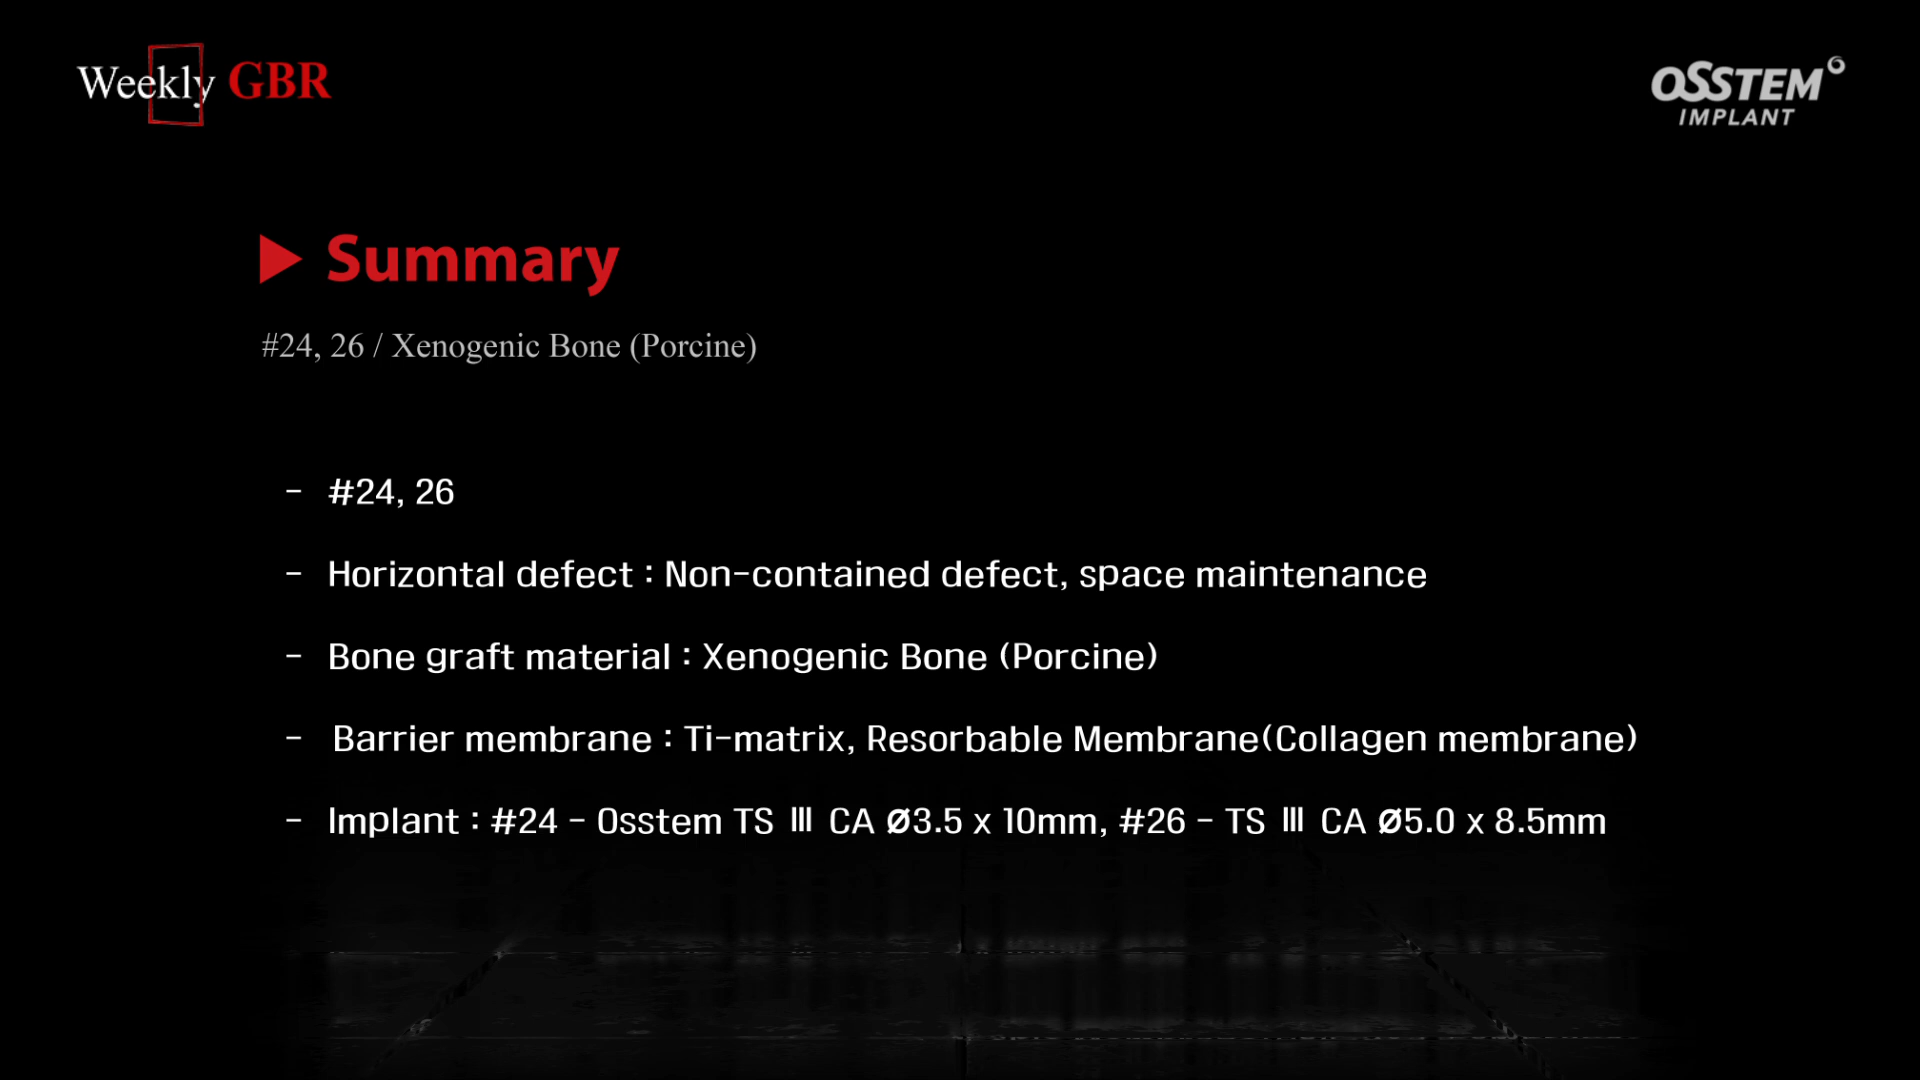 Weekly GBR
OSSTEM
IMPLANT
▶ Summary
#24, 26 / Xenogenic Bone (Porcine)
- #24, 26
- Horizontal defect : Non-contained defect, space maintenance
- Bone graft material : Xenogenic Bone (Porcine)
- Barrier membrane : Ti-matrix, Resorbable Membrane(Collagen membrane)
- Implant : #24 - Osstem TS Ⅲ CA Ø3.5 x 10mm, #26 - TS Ⅲ CA Ø5.0 x 8.5mm